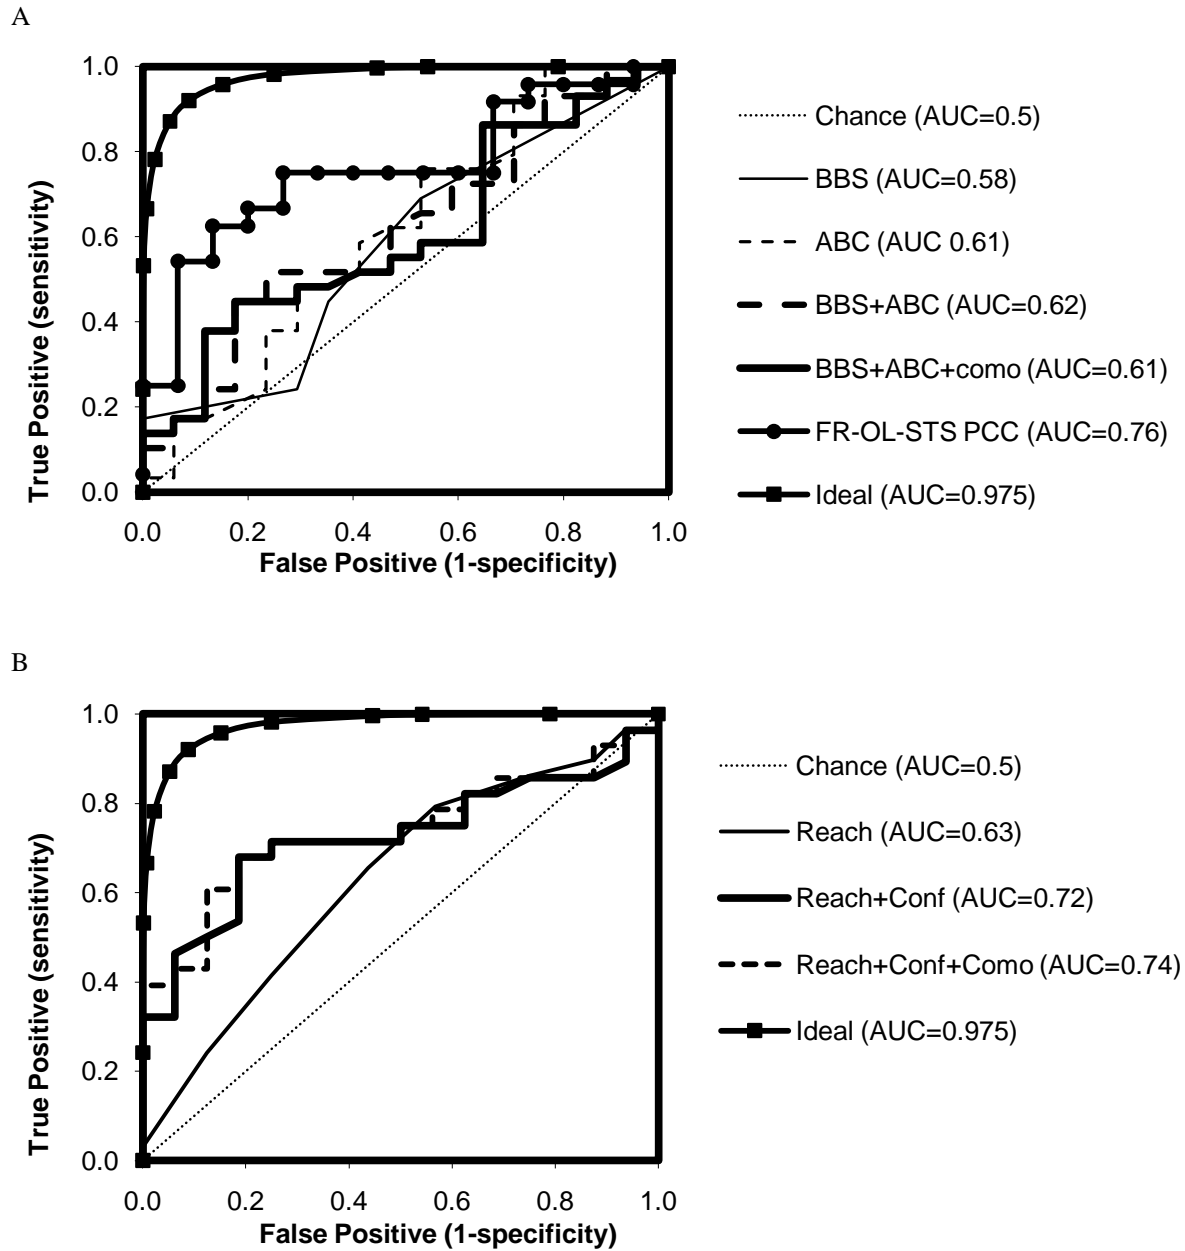 A
1.0
0.8
0.6
0.4
0.2
0.0
True Positive (sensitivity)
0.0 0.2 0.4 0.6 0.8 1.0
False Positive (1-specificity)
Chance (AUC=0.5)
BBS (AUC=0.58)
ABC (AUC 0.61)
BBS+ABC (AUC=0.62)
BBS+ABC+como (AUC=0.61)
FR-OL-STS PCC (AUC=0.76)
Ideal (AUC=0.975)
B
1.0
0.8
0.6
0.4
0.2
0.0
True Positive (sensitivity)
0.0 0.2 0.4 0.6 0.8 1.0
False Positive (1-specificity)
Chance (AUC=0.5)
Reach (AUC=0.63)
Reach+Conf (AUC=0.72)
Reach+Conf+Como (AUC=0.74)
Ideal (AUC=0.975)